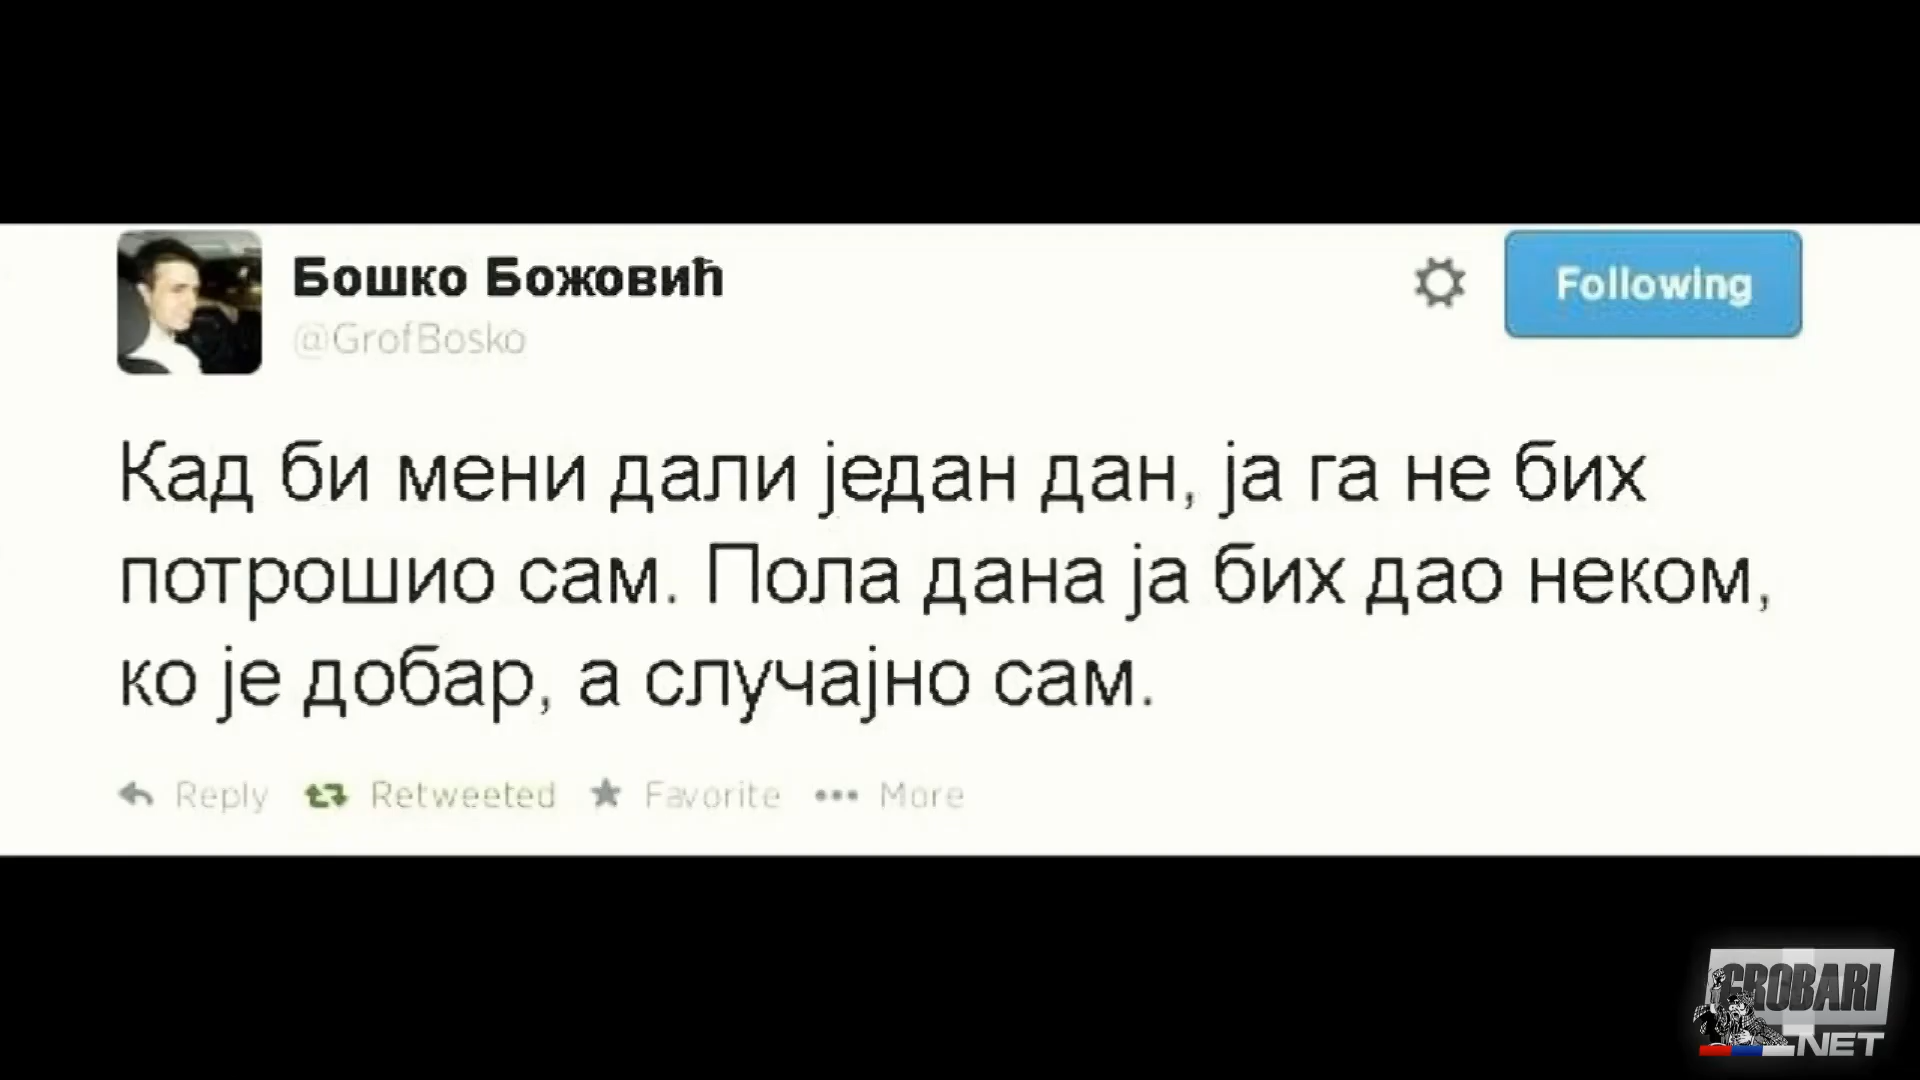 Бошко Божовић
@GrofBosko
Following
Кад би мени дали један дан, ја га не бих
потрошио сам. Пола дана ја бих дао неком,
ко је добар, а случајно сам.
Reply Retweeted Favorite More
GROBARI
NET